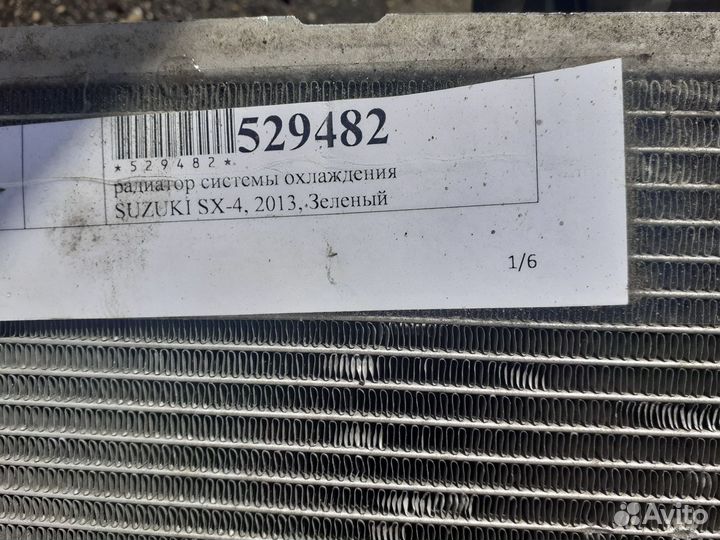 529482
*529482*
радиатор системы охлаждения
SUZUKI SX-4, 2013, Зеленый
1/6
Avito